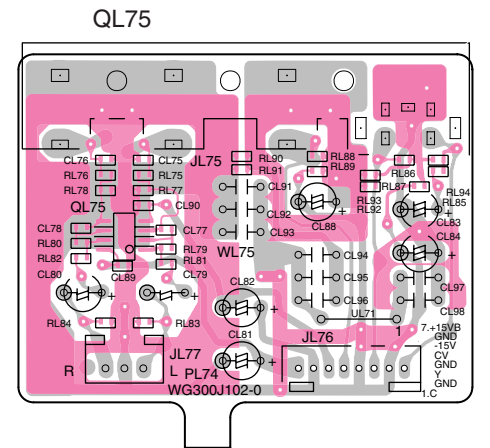 QL75
CL76
CL75
JL75
RL90
RL88
RL76
RL75
RL91
RL89
RL86
RL78
RL77
CL91
RL87
RL94
QL75
CL90
RL93
RL92
RL85
CL92
CL83
CL78
CL77
CL93
CL88
CL84
RL80
RL79
WL75
RL82
RL81
CL94
CL80
CL89
CL79
CL82
CL95
CL97
CL96
CL98
UL71
RL84
RL83
CL81
JL76
1
7.+15VB
GND
-15V
CV
GND
Y
GND
1.C
JL77
R
L
PL74
WG300J102-0
+
+
+
+
+
+
+